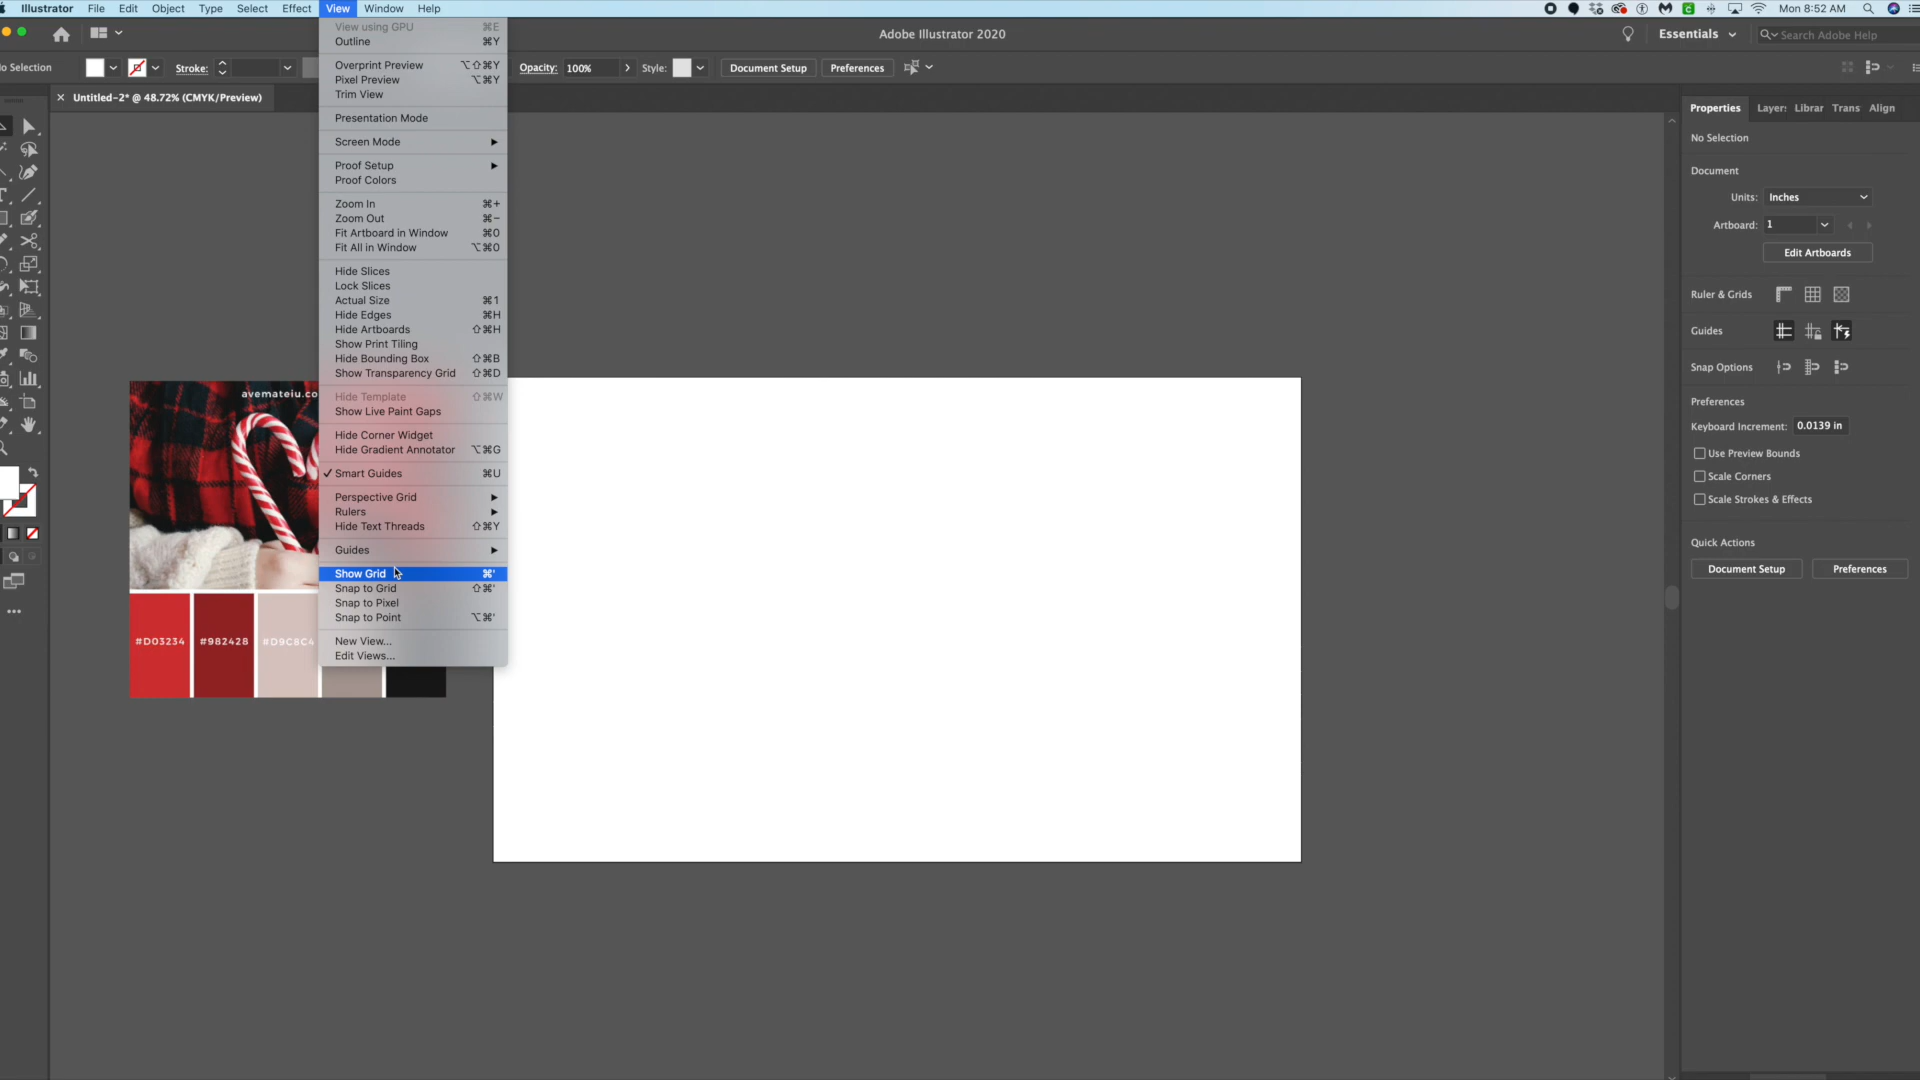 Illustrator File Edit Object Type Select Effect View Window Help Mon 8:52 AM
Adobe Illustrator 2020 Essentials Search Adobe Help
o Selection Stroke: Opacity: 100% Style: Document Setup Preferences
Untitled-2* @ 48.72% (CMYK/Preview)
View using GPU ⌘E
Outline ⌘Y
Overprint Preview ⌥⇧⌘Y
Pixel Preview ⌥⌘Y
Trim View
Presentation Mode
Screen Mode
Proof Setup
Proof Colors
Zoom In ⌘+
Zoom Out ⌘−
Fit Artboard in Window ⌘0
Fit All in Window ⌥⌘0
Hide Slices
Lock Slices
Actual Size ⌘1
Hide Edges ⌘H
Hide Artboards ⇧⌘H
Show Print Tiling
Hide Bounding Box ⇧⌘B
Show Transparency Grid ⇧⌘D
Hide Template ⇧⌘W
Show Live Paint Gaps
Hide Corner Widget
Hide Gradient Annotator ⌥⌘G
✓ Smart Guides ⌘U
Perspective Grid
Rulers
Hide Text Threads ⇧⌘Y
Guides
Show Grid ⌘'
Snap to Grid ⇧⌘'
Snap to Pixel
Snap to Point ⌥⌘'
New View...
Edit Views...
avemateiu.co
#D03234 #982428 #D9C8C4
Properties Layer: Librar Trans Align
No Selection
Document
Units: Inches
Artboard: 1
Edit Artboards
Ruler & Grids
Guides
Snap Options
Preferences
Keyboard Increment: 0.0139 in
Use Preview Bounds
Scale Corners
Scale Strokes & Effects
Quick Actions
Document Setup Preferences